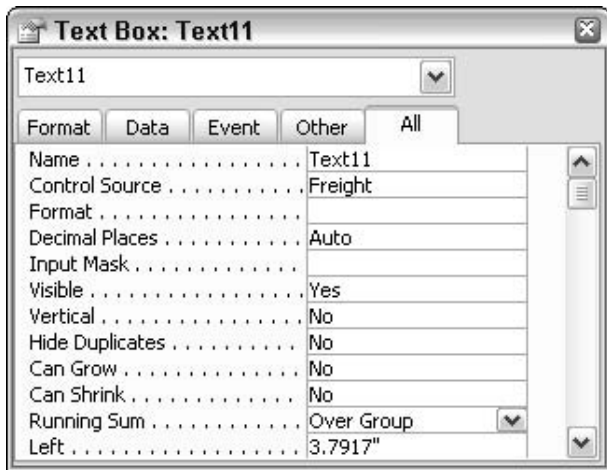 Text Box: Text11
Text11
Format Data Event Other All
Name . . . . . . . . . . . . . . . . . Text11
Control Source . . . . . . . . . . . Freight
Format . . . . . . . . . . . . . . . .
Decimal Places . . . . . . . . . . . Auto
Input Mask . . . . . . . . . . . . .
Visible . . . . . . . . . . . . . . . . . Yes
Vertical . . . . . . . . . . . . . . . . No
Hide Duplicates . . . . . . . . . . No
Can Grow . . . . . . . . . . . . . . No
Can Shrink . . . . . . . . . . . . . No
Running Sum . . . . . . . . . . . . Over Group
Left . . . . . . . . . . . . . . . . . . . 3.7917"